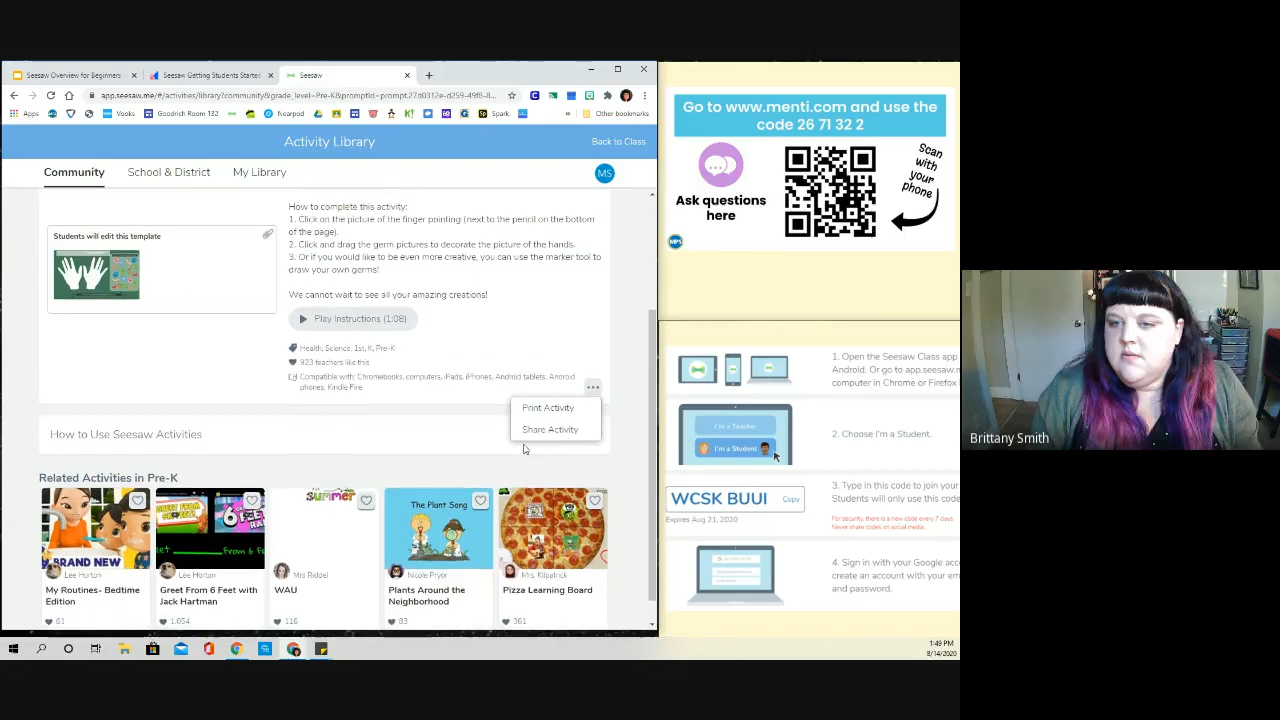 Seesaw Overview for Beginners
Seesaw Getting Students Started
Seesaw
app.seesaw.me/#/activities/library?community&grade_level=Pre-K&promptId=prompt.27d0312e-d259-49f8-8...
Apps
Vooks
Goodrich Room 132
Nearpod
Spark
Other bookmarks
Activity Library
Back to Class
Community
School & District
My Library
MS
Students will edit this template
How to complete this activity:
1. Click on the picture of the finger pointing (next to the pencil on the bottom
of the page).
2. Click and drag the germ pictures to decorate the picture of the hands.
3. Or if you would like to be even more creative, you can use the marker tool to
draw your own germs!
We cannot wait to see all your amazing creations!
Play Instructions (1:08)
Health, Science, 1st, K, Pre-K
923 teachers like this
Compatible with: Chromebooks, computers, iPads, iPhones, Android tablets, Android
phones, Kindle Fire
Print Activity
Share Activity
How to Use Seesaw Activities
Related Activities in Pre-K
BRAND NEW
Lee Horton
My Routines- Bedtime
Edition
61
GREET FROM
6 FEET
From 6 Feet
Lee Horton
Greet From 6 Feet with
Jack Hartman
1,054
summer
Mrs Riddel
WAU
116
The Plant Song
Nicole Pryor
Plants Around the
Neighborhood
83
Mrs. Kilpatrick
Pizza Learning Board
361
Go to www.menti.com and use the
code 26 71 32 2
Ask questions
here
Scan
with
your
phone
MPS
1. Open the Seesaw Class app
Android. Or go to app.seesaw.m
computer in Chrome or Firefox
I'm a Teacher
I'm a Student
2. Choose I'm a Student.
WCSK BUUI
Copy
Expires Aug 21, 2020
3. Type in this code to join your
Students will only use this code
For security, there is a new code every 7 days.
Never share codes on social media.
4. Sign in with your Google acc
create an account with your em
and password.
1:49 PM
8/14/2020
Brittany Smith